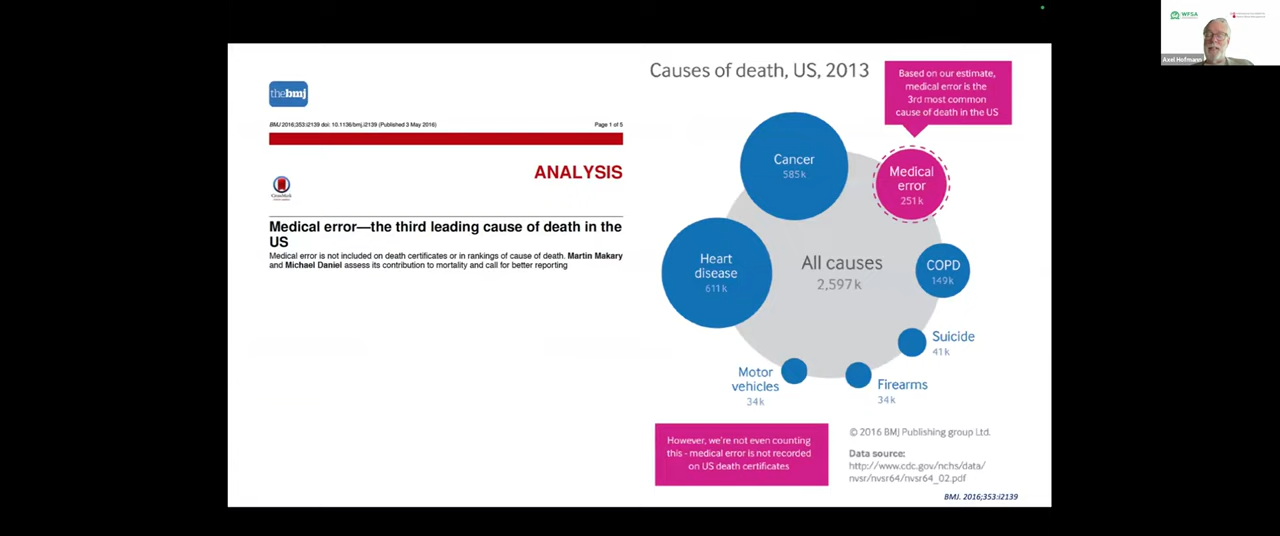 thebmj
BMJ 2016;353:i2139 doi: 10.1136/bmj.i2139 (Published 3 May 2016)
Page 1 of 5
ANALYSIS
Medical error—the third leading cause of death in the
US
Medical error is not included on death certificates or in rankings of cause of death. Martin Makary
and Michael Daniel assess its contribution to mortality and call for better reporting
Causes of death, US, 2013
Based on our estimate,
medical error is the
3rd most common
cause of death in the US
Cancer
585k
Medical
error
251k
Heart
disease
611k
All causes
2,597k
COPD
149k
Suicide
41k
Motor
vehicles
34k
Firearms
34k
However, we're not even counting
this - medical error is not recorded
on US death certificates
© 2016 BMJ Publishing group Ltd.
Data source:
http://www.cdc.gov/nchs/data/
nvsr/nvsr64/nvsr64_02.pdf
BMJ. 2016;353:i2139
WFSA
Axel Hofmann